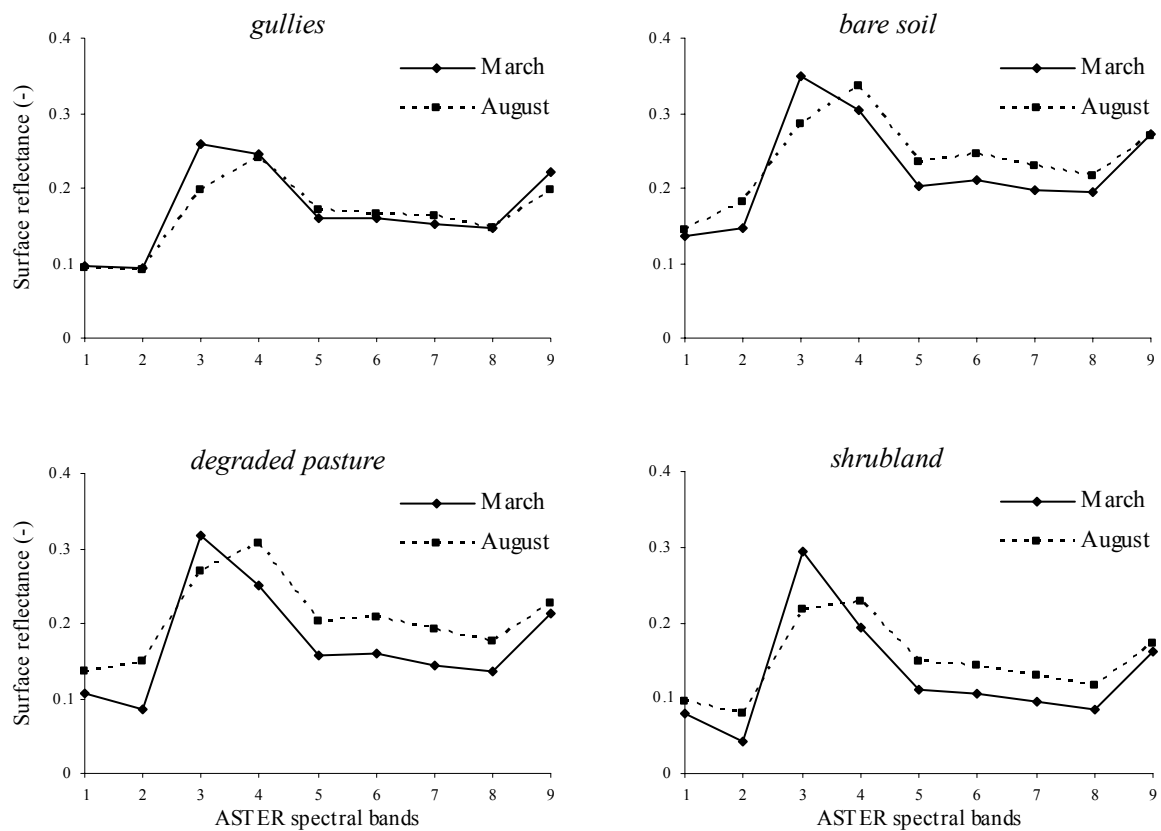 gullies
0.4
0.3
0.2
0.1
0
Surface reflectance (-)
March
August
1 2 3 4 5 6 7 8 9
bare soil
0.4
0.3
0.2
0.1
0
March
August
1 2 3 4 5 6 7 8 9
degraded pasture
0.4
0.3
0.2
0.1
0
Surface reflectance (-)
March
August
1 2 3 4 5 6 7 8 9
ASTER spectral bands
shrubland
0.4
0.3
0.2
0.1
0
March
August
1 2 3 4 5 6 7 8 9
ASTER spectral bands